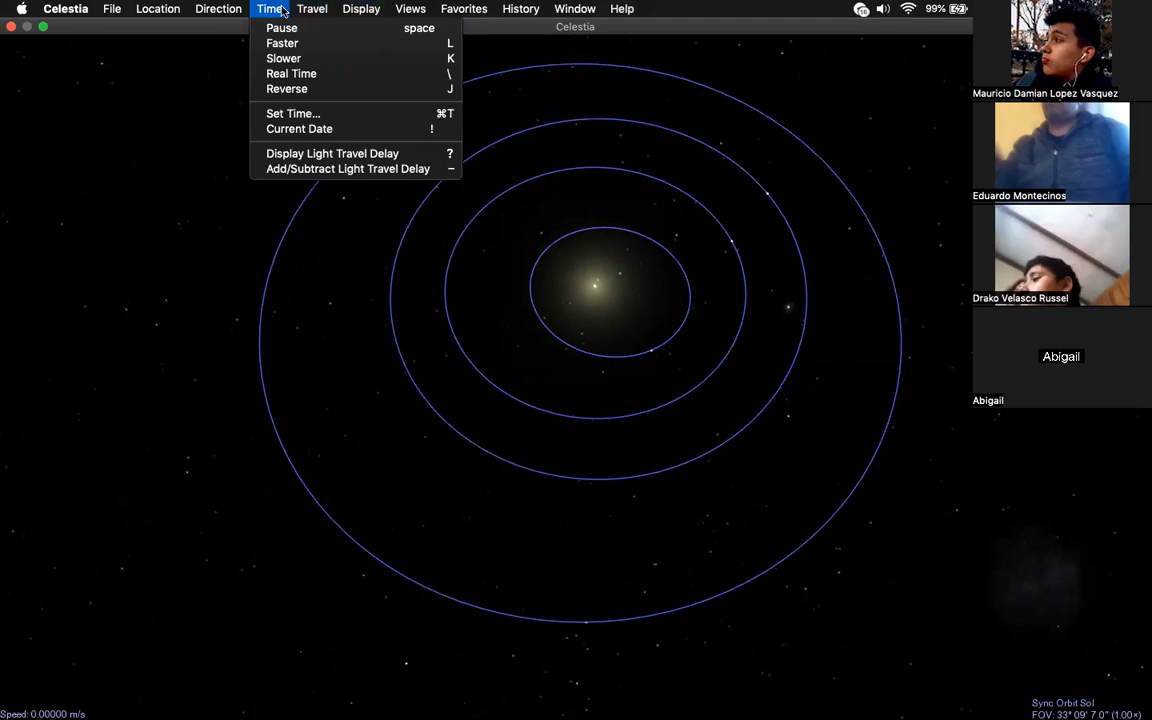 Celestia File Location Direction Time Travel Display Views Favorites History Window Help 16 99%
Celestia
Pause space
Faster L
Slower K
Real Time \
Reverse J
Set Time... ⌘T
Current Date !
Display Light Travel Delay ?
Add/Subtract Light Travel Delay –
Mauricio Damian Lopez Vasquez
Eduardo Montecinos
Drako Velasco Russel
Abigail
Abigail
Speed: 0.00000 m/s
Sync Orbit Sol
FOV: 33° 09' 7.0" (1.00×)